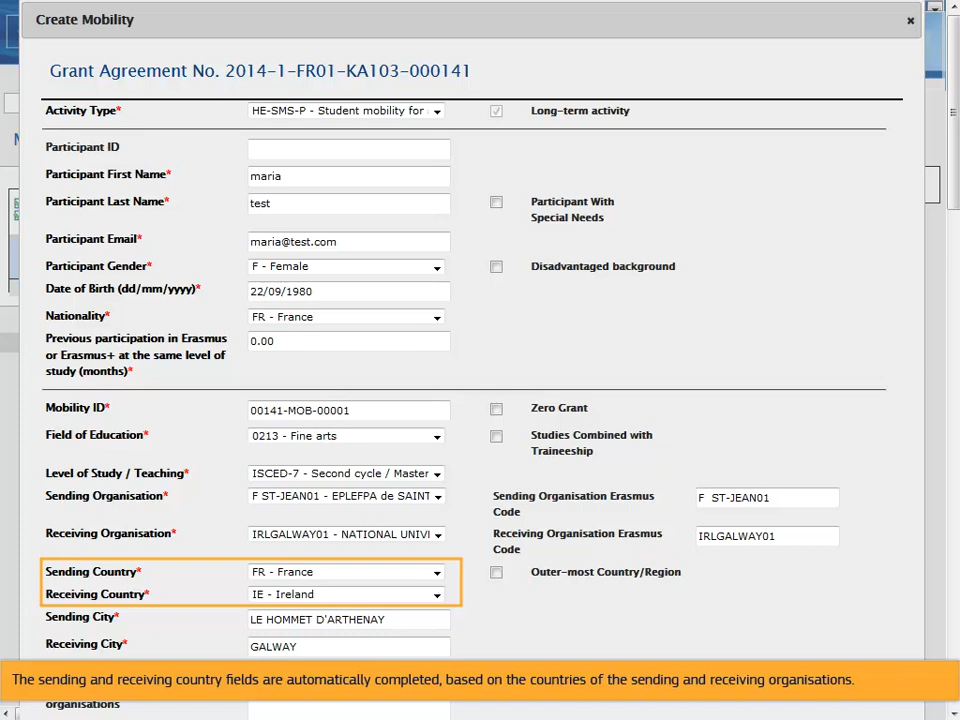 Create Mobility
Grant Agreement No. 2014-1-FR01-KA103-000141
Activity Type* HE-SMS-P - Student mobility for Long-term activity
Participant ID
Participant First Name* maria
Participant Last Name* test Participant With
Special Needs
Participant Email* maria@test.com
Participant Gender* F - Female Disadvantaged background
Date of Birth (dd/mm/yyyy)* 22/09/1980
Nationality* FR - France
Previous participation in Erasmus 0.00
or Erasmus+ at the same level of
study (months)*
Mobility ID* 00141-MOB-00001 Zero Grant
Field of Education* 0213 - Fine arts Studies Combined with
Traineeship
Level of Study / Teaching* ISCED-7 - Second cycle / Master
Sending Organisation* F ST-JEAN01 - EPLEFPA de SAINT Sending Organisation Erasmus F ST-JEAN01
Code
Receiving Organisation* IRLGALWAY01 - NATIONAL UNIVI Receiving Organisation Erasmus IRLGALWAY01
Code
Sending Country* FR - France Outer-most Country/Region
Receiving Country* IE - Ireland
Sending City* LE HOMMET D'ARTHENAY
Receiving City* GALWAY
The sending and receiving country fields are automatically completed, based on the countries of the sending and receiving organisations.
organisations